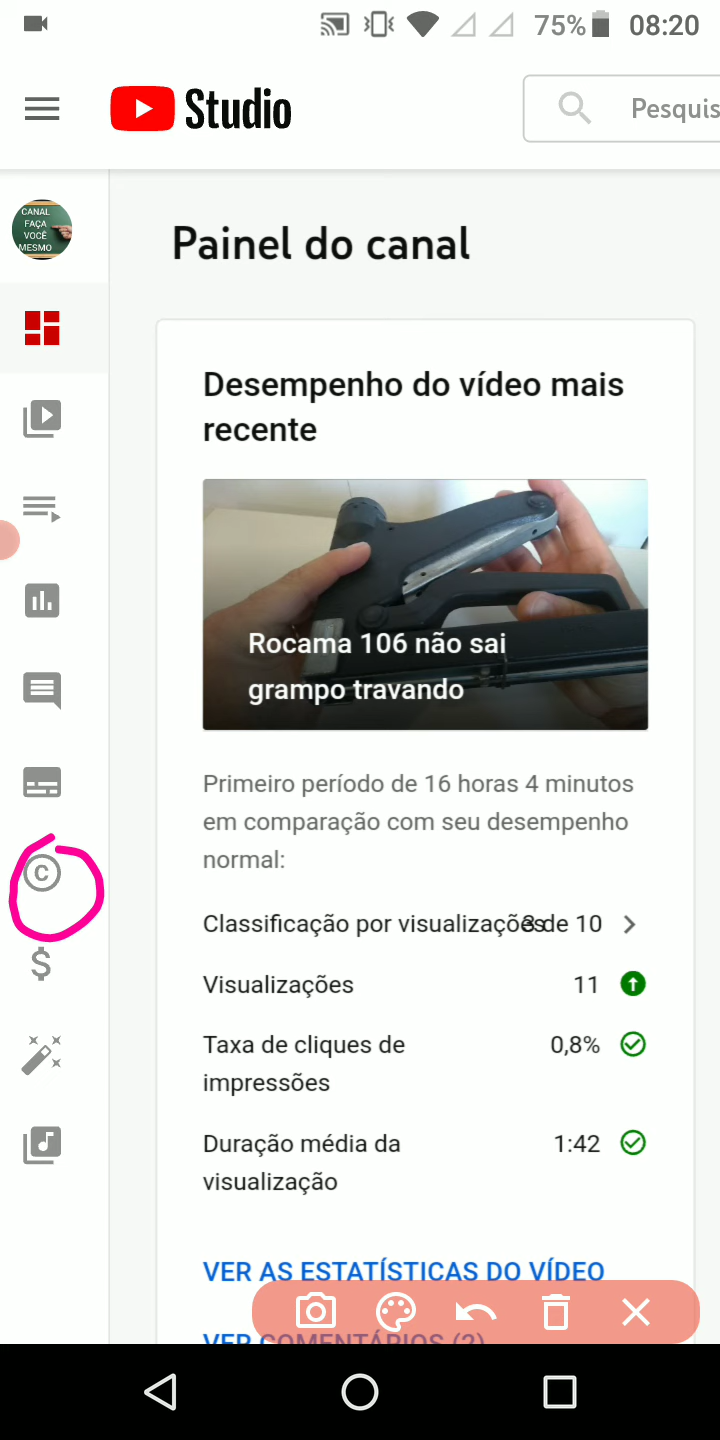 75% 08:20
Studio
Pesquis
CANAL
FAÇA
VOCÊ
MESMO
Painel do canal
Desempenho do vídeo mais
recente
Rocama 106 não sai
grampo travando
Primeiro período de 16 horas 4 minutos
em comparação com seu desempenho
normal:
Classificação por visualizações 3 de 10
Visualizações 11
Taxa de cliques de 0,8%
impressões
Duração média da 1:42
visualização
VER AS ESTATÍSTICAS DO VÍDEO
VER COMENTÁRIOS (2)